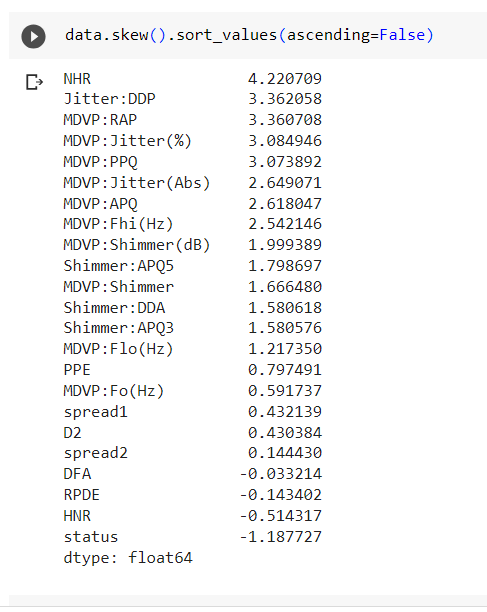 data.skew().sort_values(ascending=False)
NHR 4.220709
Jitter:DDP 3.362058
MDVP:RAP 3.360708
MDVP:Jitter(%) 3.084946
MDVP:PPQ 3.073892
MDVP:Jitter(Abs) 2.649071
MDVP:APQ 2.618047
MDVP:Fhi(Hz) 2.542146
MDVP:Shimmer(dB) 1.999389
Shimmer:APQ5 1.798697
MDVP:Shimmer 1.666480
Shimmer:DDA 1.580618
Shimmer:APQ3 1.580576
MDVP:Flo(Hz) 1.217350
PPE 0.797491
MDVP:Fo(Hz) 0.591737
spread1 0.432139
D2 0.430384
spread2 0.144430
DFA -0.033214
RPDE -0.143402
HNR -0.514317
status -1.187727
dtype: float64